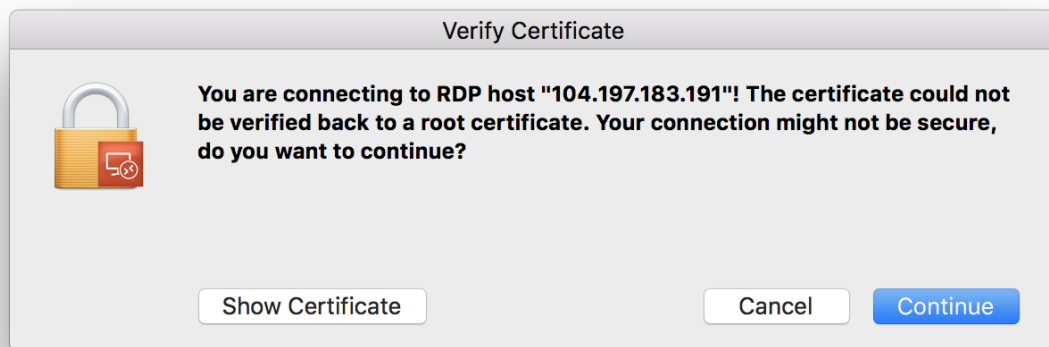 Verify Certificate
You are connecting to RDP host "104.197.183.191"! The certificate could not
be verified back to a root certificate. Your connection might not be secure,
do you want to continue?
Show Certificate
Cancel
Continue